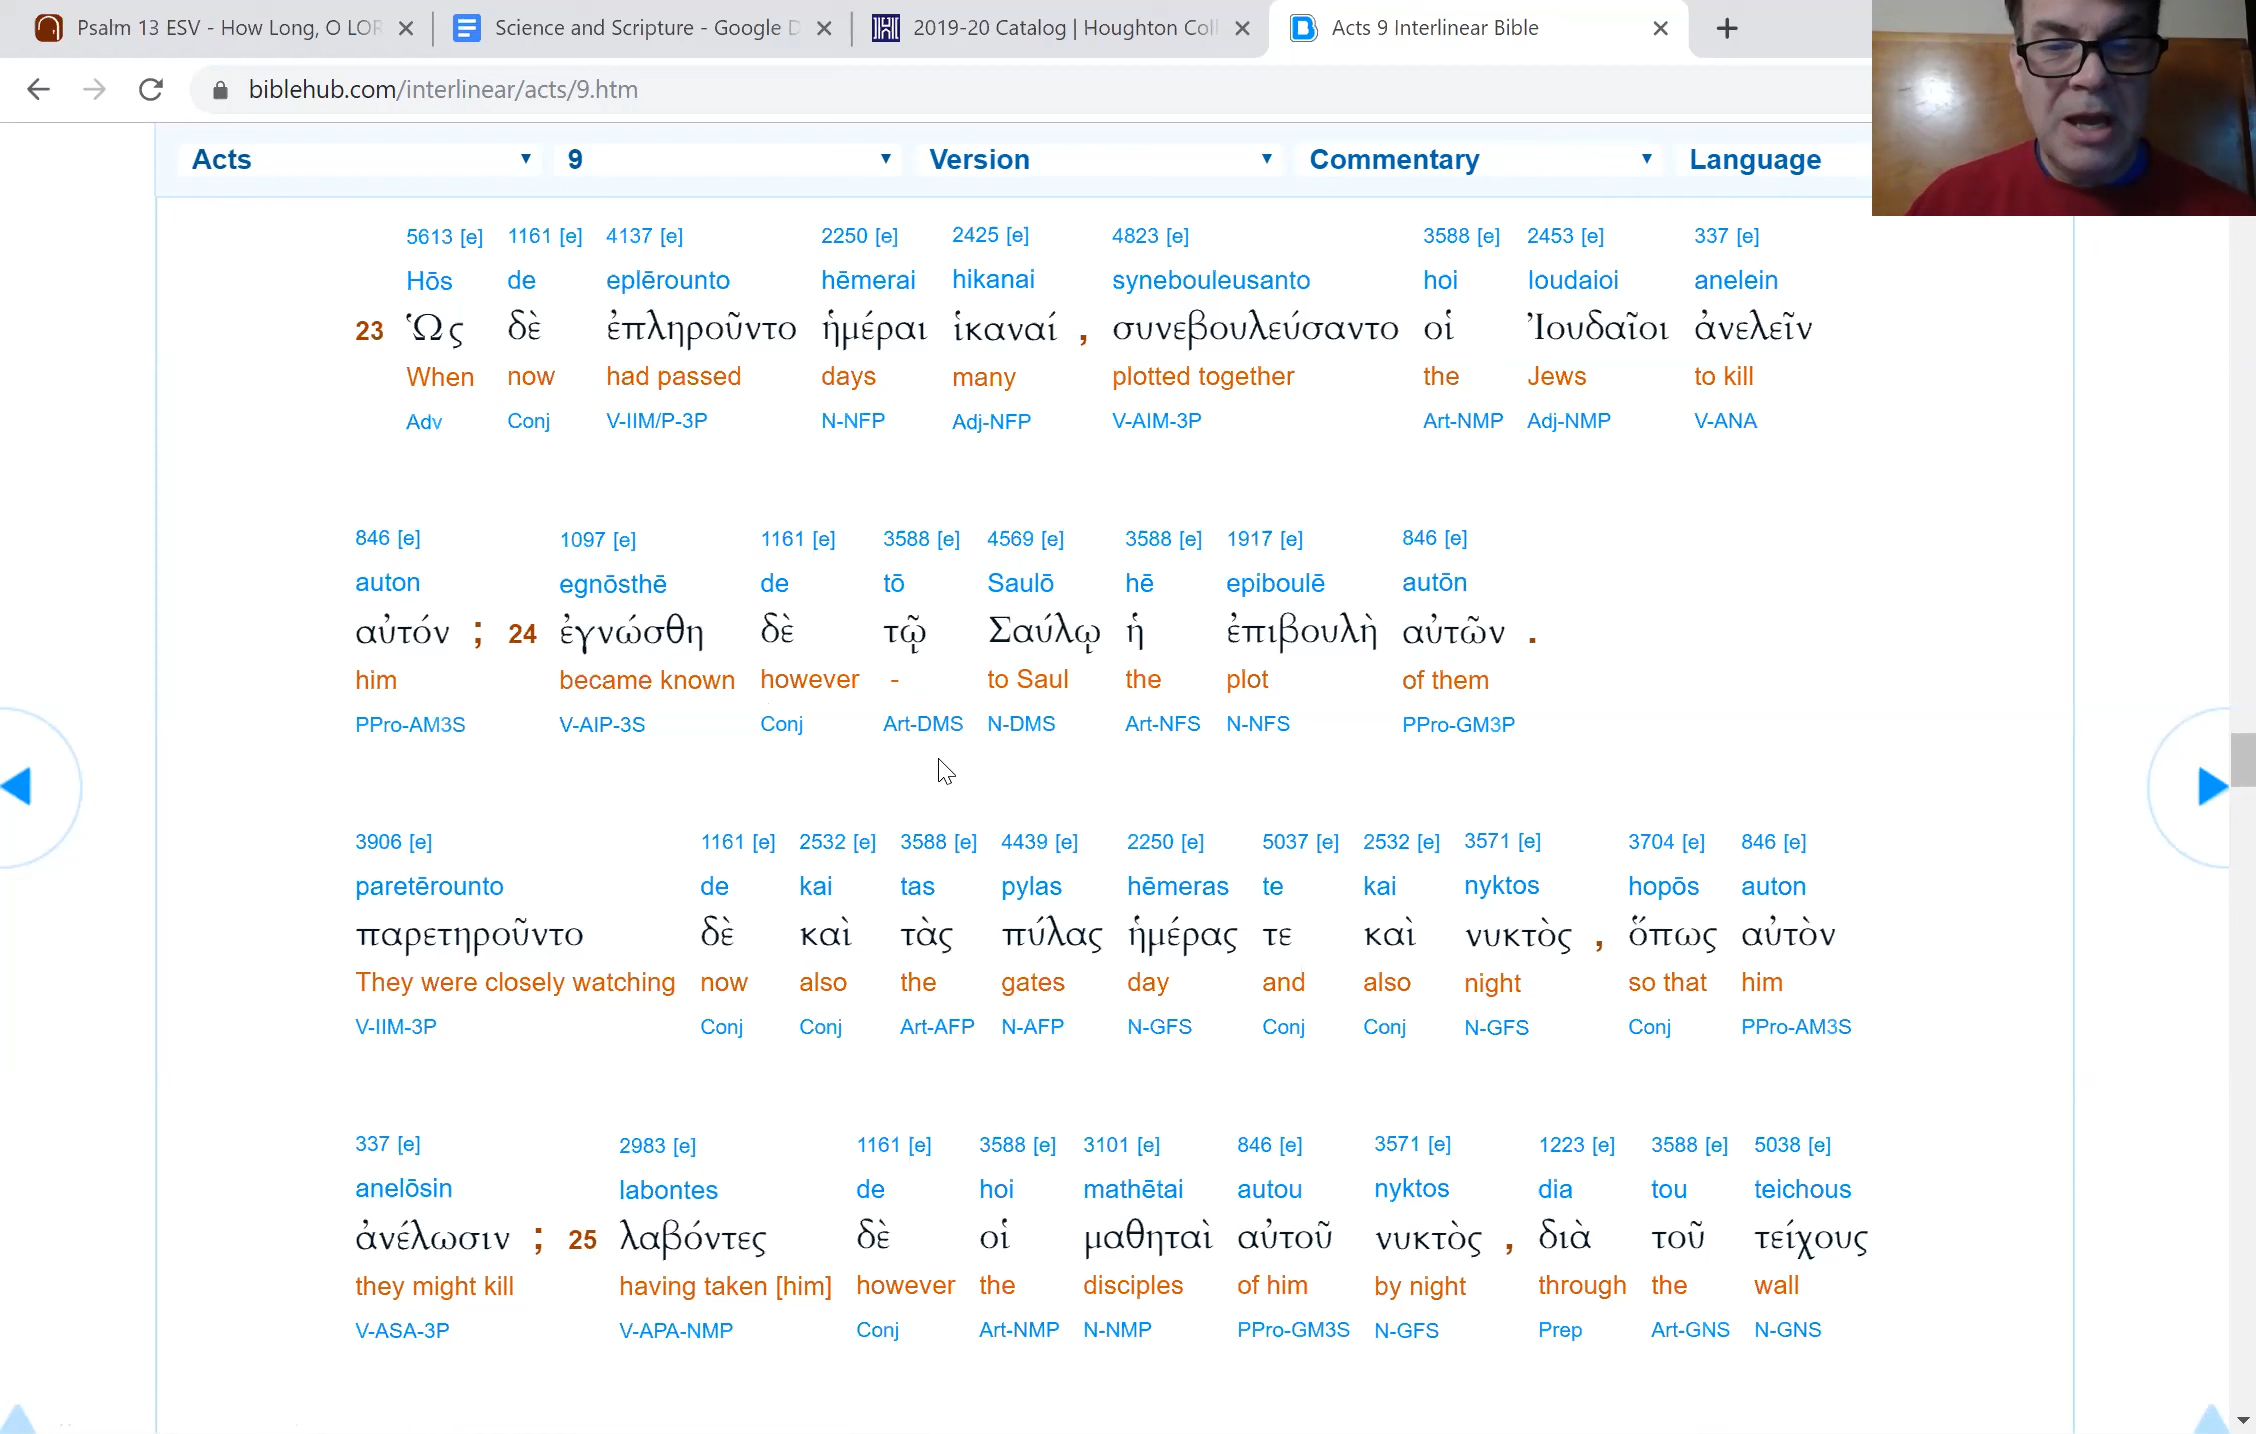 Psalm 13 ESV - How Long, O LOR
Science and Scripture - Google D
2019-20 Catalog | Houghton Coll
Acts 9 Interlinear Bible
biblehub.com/interlinear/acts/9.htm
Acts 9 Version Commentary Language
5613 [e] 1161 [e] 4137 [e] 2250 [e] 2425 [e] 4823 [e] 3588 [e] 2453 [e] 337 [e]
Hōs de eplērounto hēmerai hikanai synebouleusanto hoi Ioudaioi anelein
23 Ὡς δὲ ἐπληροῦντο ἡμέραι ἱκαναί , συνεβουλεύσαντο οἱ Ἰουδαῖοι ἀνελεῖν
When now had passed days many plotted together the Jews to kill
Adv Conj V-IIM/P-3P N-NFP Adj-NFP V-AIM-3P Art-NMP Adj-NMP V-ANA
846 [e] 1097 [e] 1161 [e] 3588 [e] 4569 [e] 3588 [e] 1917 [e] 846 [e]
auton egnōsthē de tō Saulō hē epiboulē autōn
αὐτόν ; 24 ἐγνώσθη δὲ τῷ Σαύλῳ ἡ ἐπιβουλὴ αὐτῶν .
him became known however - to Saul the plot of them
PPro-AM3S V-AIP-3S Conj Art-DMS N-DMS Art-NFS N-NFS PPro-GM3P
3906 [e] 1161 [e] 2532 [e] 3588 [e] 4439 [e] 2250 [e] 5037 [e] 2532 [e] 3571 [e] 3704 [e] 846 [e]
paretērounto de kai tas pylas hēmeras te kai nyktos hopōs auton
παρετηροῦντο δὲ καὶ τὰς πύλας ἡμέρας τε καὶ νυκτὸς , ὅπως αὐτὸν
They were closely watching now also the gates day and also night so that him
V-IIM-3P Conj Conj Art-AFP N-AFP N-GFS Conj Conj N-GFS Conj PPro-AM3S
337 [e] 2983 [e] 1161 [e] 3588 [e] 3101 [e] 846 [e] 3571 [e] 1223 [e] 3588 [e] 5038 [e]
anelōsin labontes de hoi mathētai autou nyktos dia tou teichous
ἀνέλωσιν ; 25 λαβόντες δὲ οἱ μαθηταὶ αὐτοῦ νυκτὸς , διὰ τοῦ τείχους
they might kill having taken [him] however the disciples of him by night through the wall
V-ASA-3P V-APA-NMP Conj Art-NMP N-NMP PPro-GM3S N-GFS Prep Art-GNS N-GNS